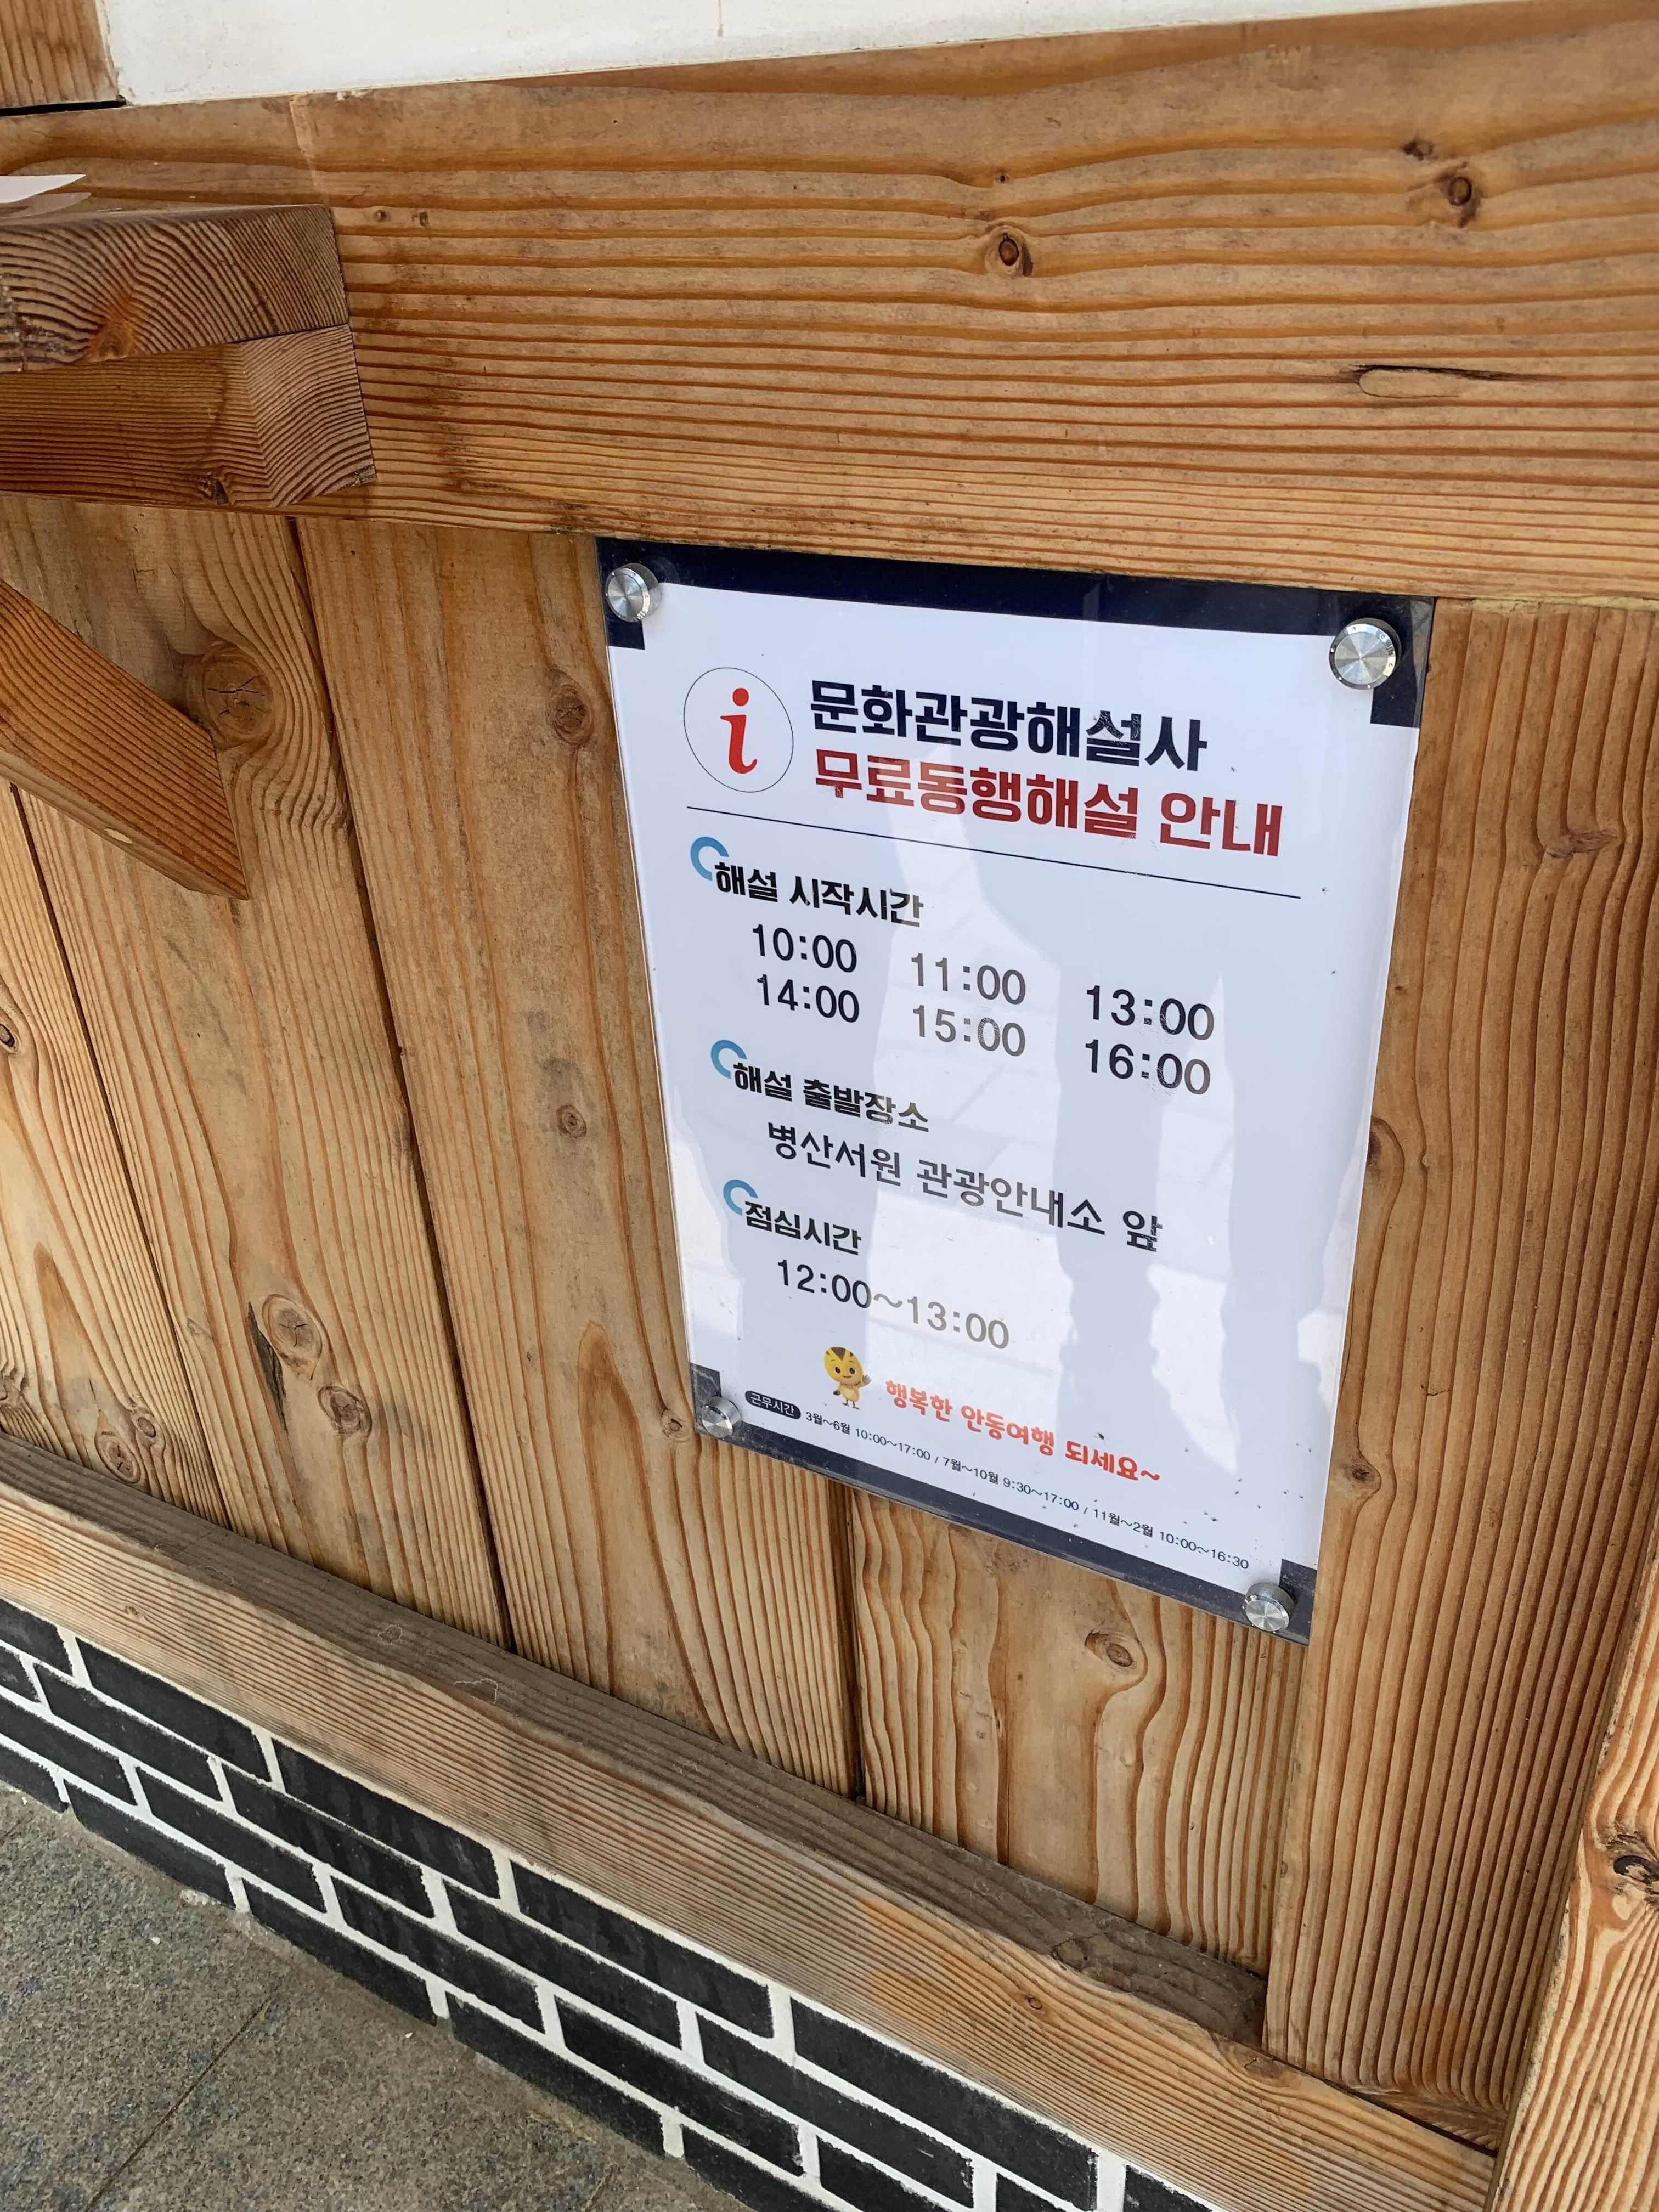 i
문화관광해설사
무료동행해설 안내
해설 시작시간
10:00 11:00 13:00
14:00 15:00 16:00
해설 출발장소
병산서원 관광안내소 앞
점심시간
12:00~13:00
행복한 안동여행 되세요~
근무시간 3월~6월 10:00~17:00 / 7월~10월 9:30~17:00 / 11월~2월 10:00~16:30